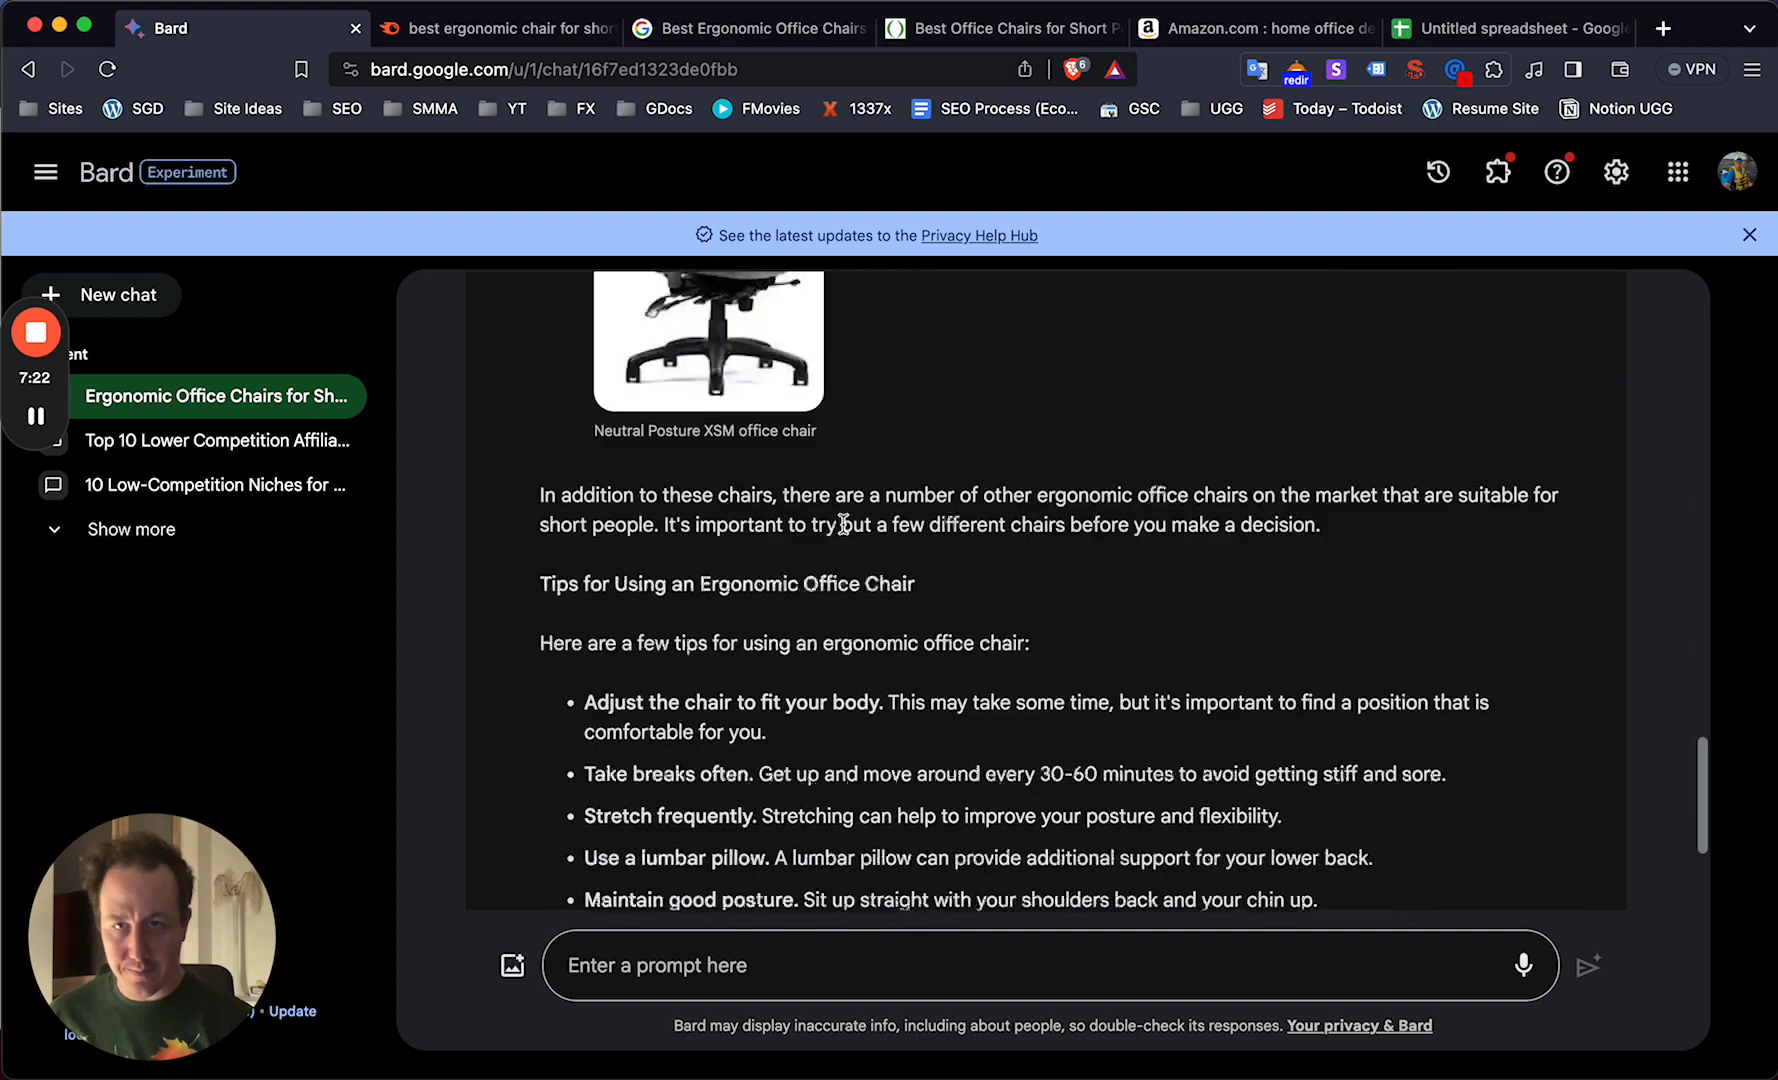 Bard
best ergonomic chair for shor
Best Ergonomic Office Chairs
Best Office Chairs for Short P
Amazon.com : home office de
Untitled spreadsheet - Google
bard.google.com/u/1/chat/16f7ed1323de0fbb
6
redir
VPN
Sites
SGD
Site Ideas
SEO
SMMA
YT
FX
GDocs
FMovies
1337x
SEO Process (Eco...
GSC
UGG
Today – Todoist
Resume Site
Notion UGG
Bard
Experiment
See the latest updates to the Privacy Help Hub
New chat
ent
7:22
Ergonomic Office Chairs for Sh...
Top 10 Lower Competition Affilia...
10 Low-Competition Niches for ...
Show more
Neutral Posture XSM office chair
In addition to these chairs, there are a number of other ergonomic office chairs on the market that are suitable for
short people. It's important to try out a few different chairs before you make a decision.
Tips for Using an Ergonomic Office Chair
Here are a few tips for using an ergonomic office chair:
• Adjust the chair to fit your body. This may take some time, but it's important to find a position that is
comfortable for you.
• Take breaks often. Get up and move around every 30-60 minutes to avoid getting stiff and sore.
• Stretch frequently. Stretching can help to improve your posture and flexibility.
• Use a lumbar pillow. A lumbar pillow can provide additional support for your lower back.
• Maintain good posture. Sit up straight with your shoulders back and your chin up.
Enter a prompt here
) • Update
Bard may display inaccurate info, including about people, so double-check its responses. Your privacy & Bard